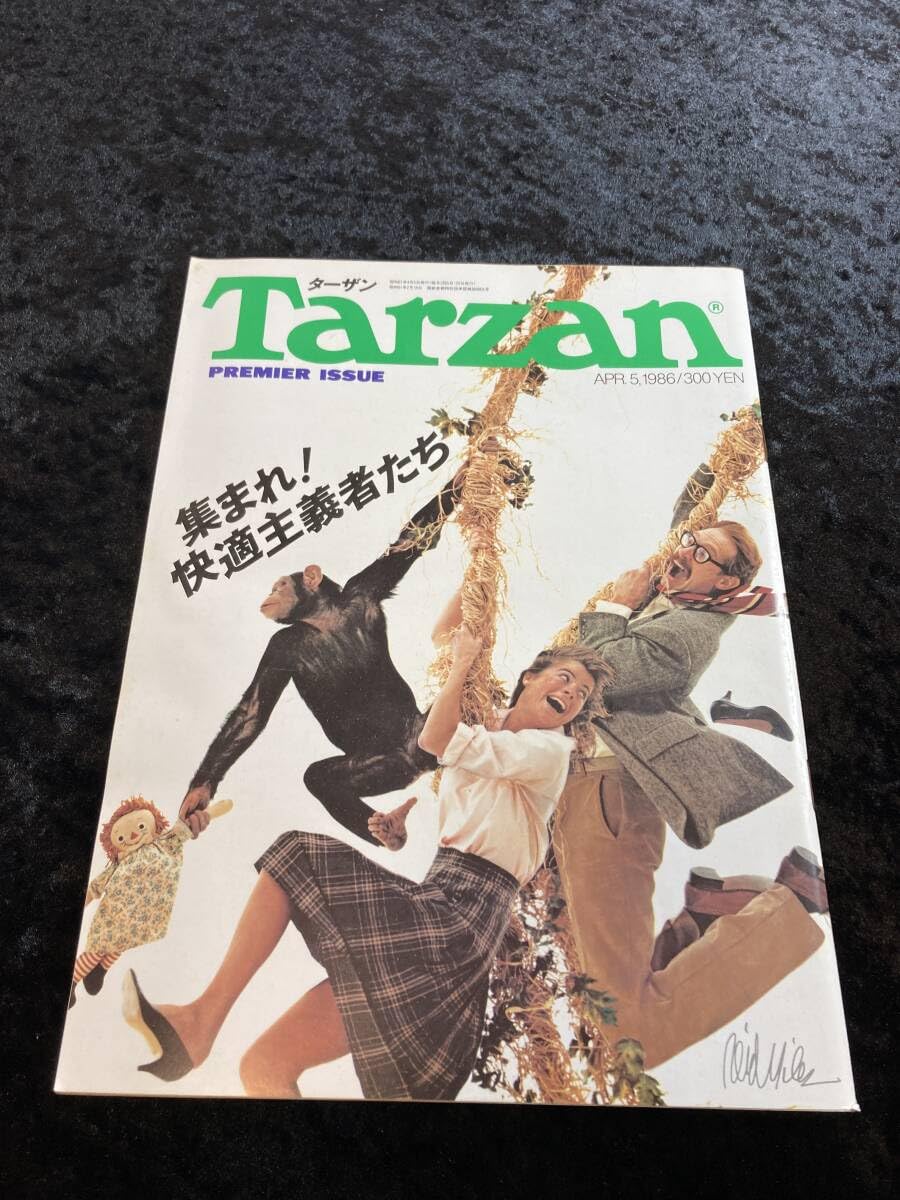 ターザン
Tarzan®
PREMIER ISSUE
APR. 5, 1986/300 YEN
集まれ!
快適主義者たち